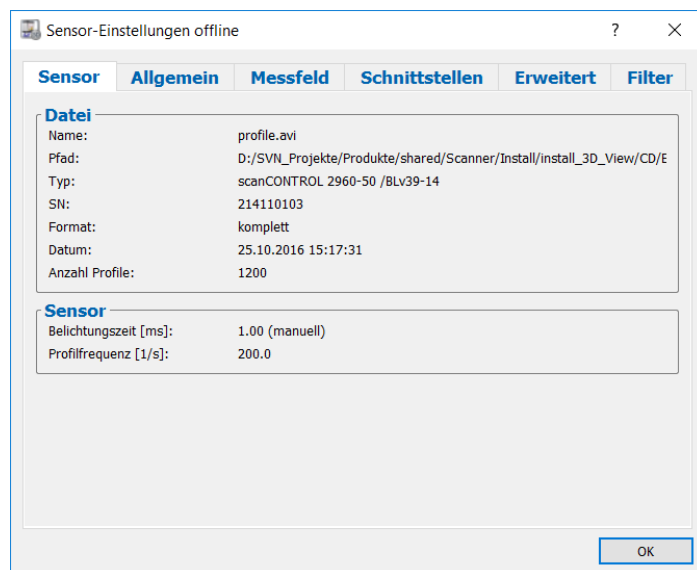 Sensor-Einstellungen offline
Sensor Allgemein Messfeld Schnittstellen Erweitert Filter
Datei
Name: profile.avi
Pfad: D:/SVN_Projekte/Produkte/shared/Scanner/Install/install_3D_View/CD/E
Typ: scanCONTROL 2960-50 /BLv39-14
SN: 214110103
Format: komplett
Datum: 25.10.2016 15:17:31
Anzahl Profile: 1200
Sensor
Belichtungszeit [ms]: 1.00 (manuell)
Profilfrequenz [1/s]: 200.0
OK